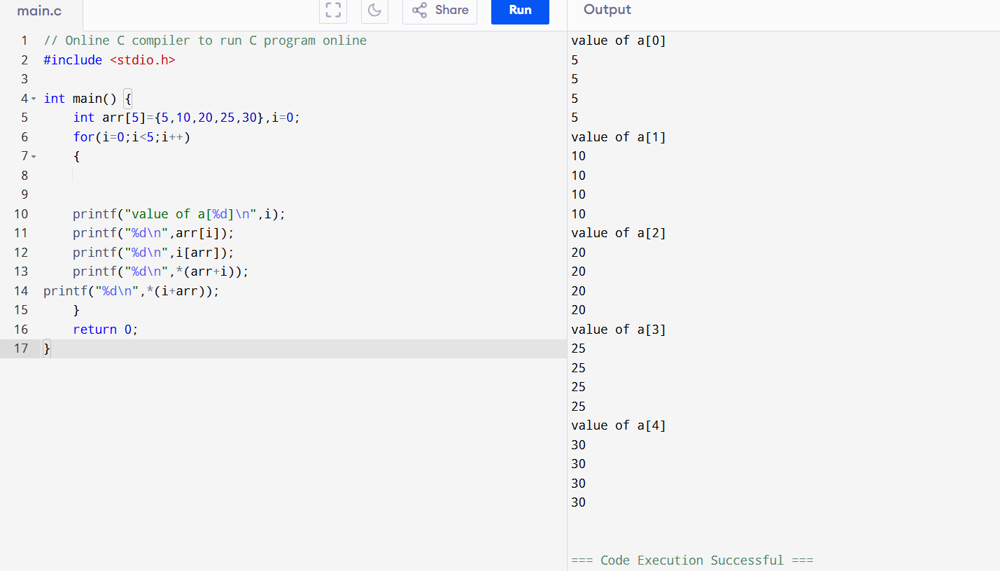 main.c
Share
Run
Output
1 // Online C compiler to run C program online
2 #include <stdio.h>
3
4 int main() {
5     int arr[5]={5,10,20,25,30},i=0;
6     for(i=0;i<5;i++)
7     {
8
9
10     printf("value of a[%d]\n",i);
11     printf("%d\n",arr[i]);
12     printf("%d\n",i[arr]);
13     printf("%d\n",*(arr+i));
14 printf("%d\n",*(i+arr));
15     }
16     return 0;
17 }
value of a[0]
5
5
5
5
value of a[1]
10
10
10
10
value of a[2]
20
20
20
20
value of a[3]
25
25
25
25
value of a[4]
30
30
30
30
=== Code Execution Successful ===